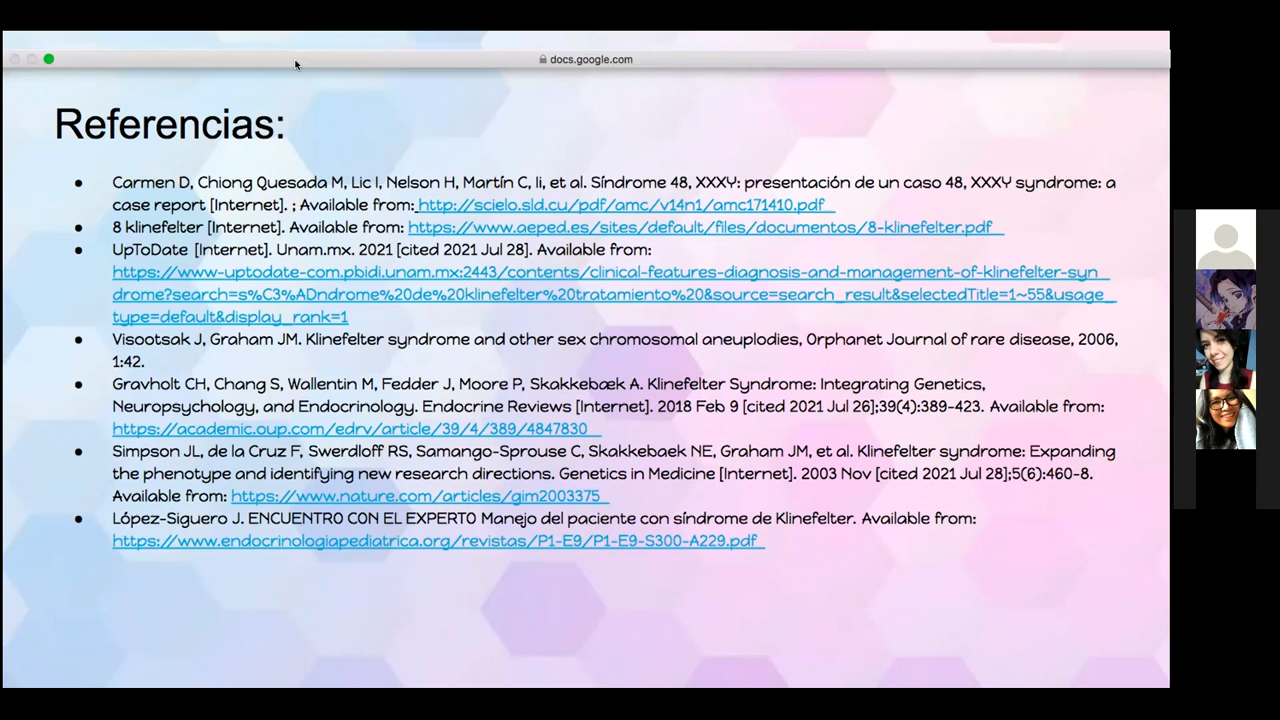 docs.google.com
Referencias:
● Carmen D, Chiong Quesada M, Lic I, Nelson H, Martín C, Ii, et al. Síndrome 48, XXXY: presentación de un caso 48, XXXY syndrome: a
case report [Internet]. ; Available from: http://scielo.sld.cu/pdf/amc/v14n1/amc171410.pdf
● 8 klinefelter [Internet]. Available from: https://www.aeped.es/sites/default/files/documentos/8-klinefelter.pdf
● UpToDate [Internet]. Unam.mx. 2021 [cited 2021 Jul 28]. Available from:
https://www-uptodate-com.pbidi.unam.mx:2443/contents/clinical-features-diagnosis-and-management-of-klinefelter-syn
drome?search=s%C3%ADndrome%20de%20klinefelter%20tratamiento%20&source=search_result&selectedTitle=1~55&usage_
type=default&display_rank=1
● Visootsak J, Graham JM. Klinefelter syndrome and other sex chromosomal aneuplodies, Orphanet Journal of rare disease, 2006,
1:42.
● Gravholt CH, Chang S, Wallentin M, Fedder J, Moore P, Skakkebæk A. Klinefelter Syndrome: Integrating Genetics,
Neuropsychology, and Endocrinology. Endocrine Reviews [Internet]. 2018 Feb 9 [cited 2021 Jul 26];39(4):389-423. Available from:
https://academic.oup.com/edrv/article/39/4/389/4847830
● Simpson JL, de la Cruz F, Swerdloff RS, Samango-Sprouse C, Skakkebaek NE, Graham JM, et al. Klinefelter syndrome: Expanding
the phenotype and identifying new research directions. Genetics in Medicine [Internet]. 2003 Nov [cited 2021 Jul 28];5(6):460-8.
Available from: https://www.nature.com/articles/gim2003375
● López-Siguero J. ENCUENTRO CON EL EXPERTO Manejo del paciente con síndrome de Klinefelter. Available from:
https://www.endocrinologiapediatrica.org/revistas/P1-E9/P1-E9-S300-A229.pdf